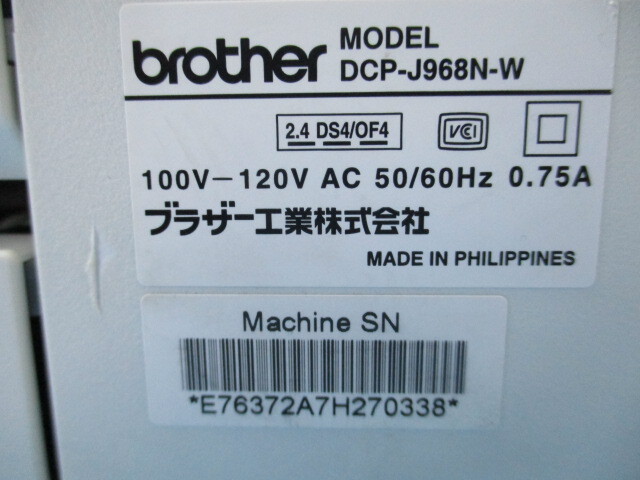 brother MODEL
DCP-J968N-W
2.4 DS4/OF4 VCI
100V－120V AC 50/60Hz 0.75A
ブラザー工業株式会社
MADE IN PHILIPPINES
Machine SN
*E76372A7H270338*